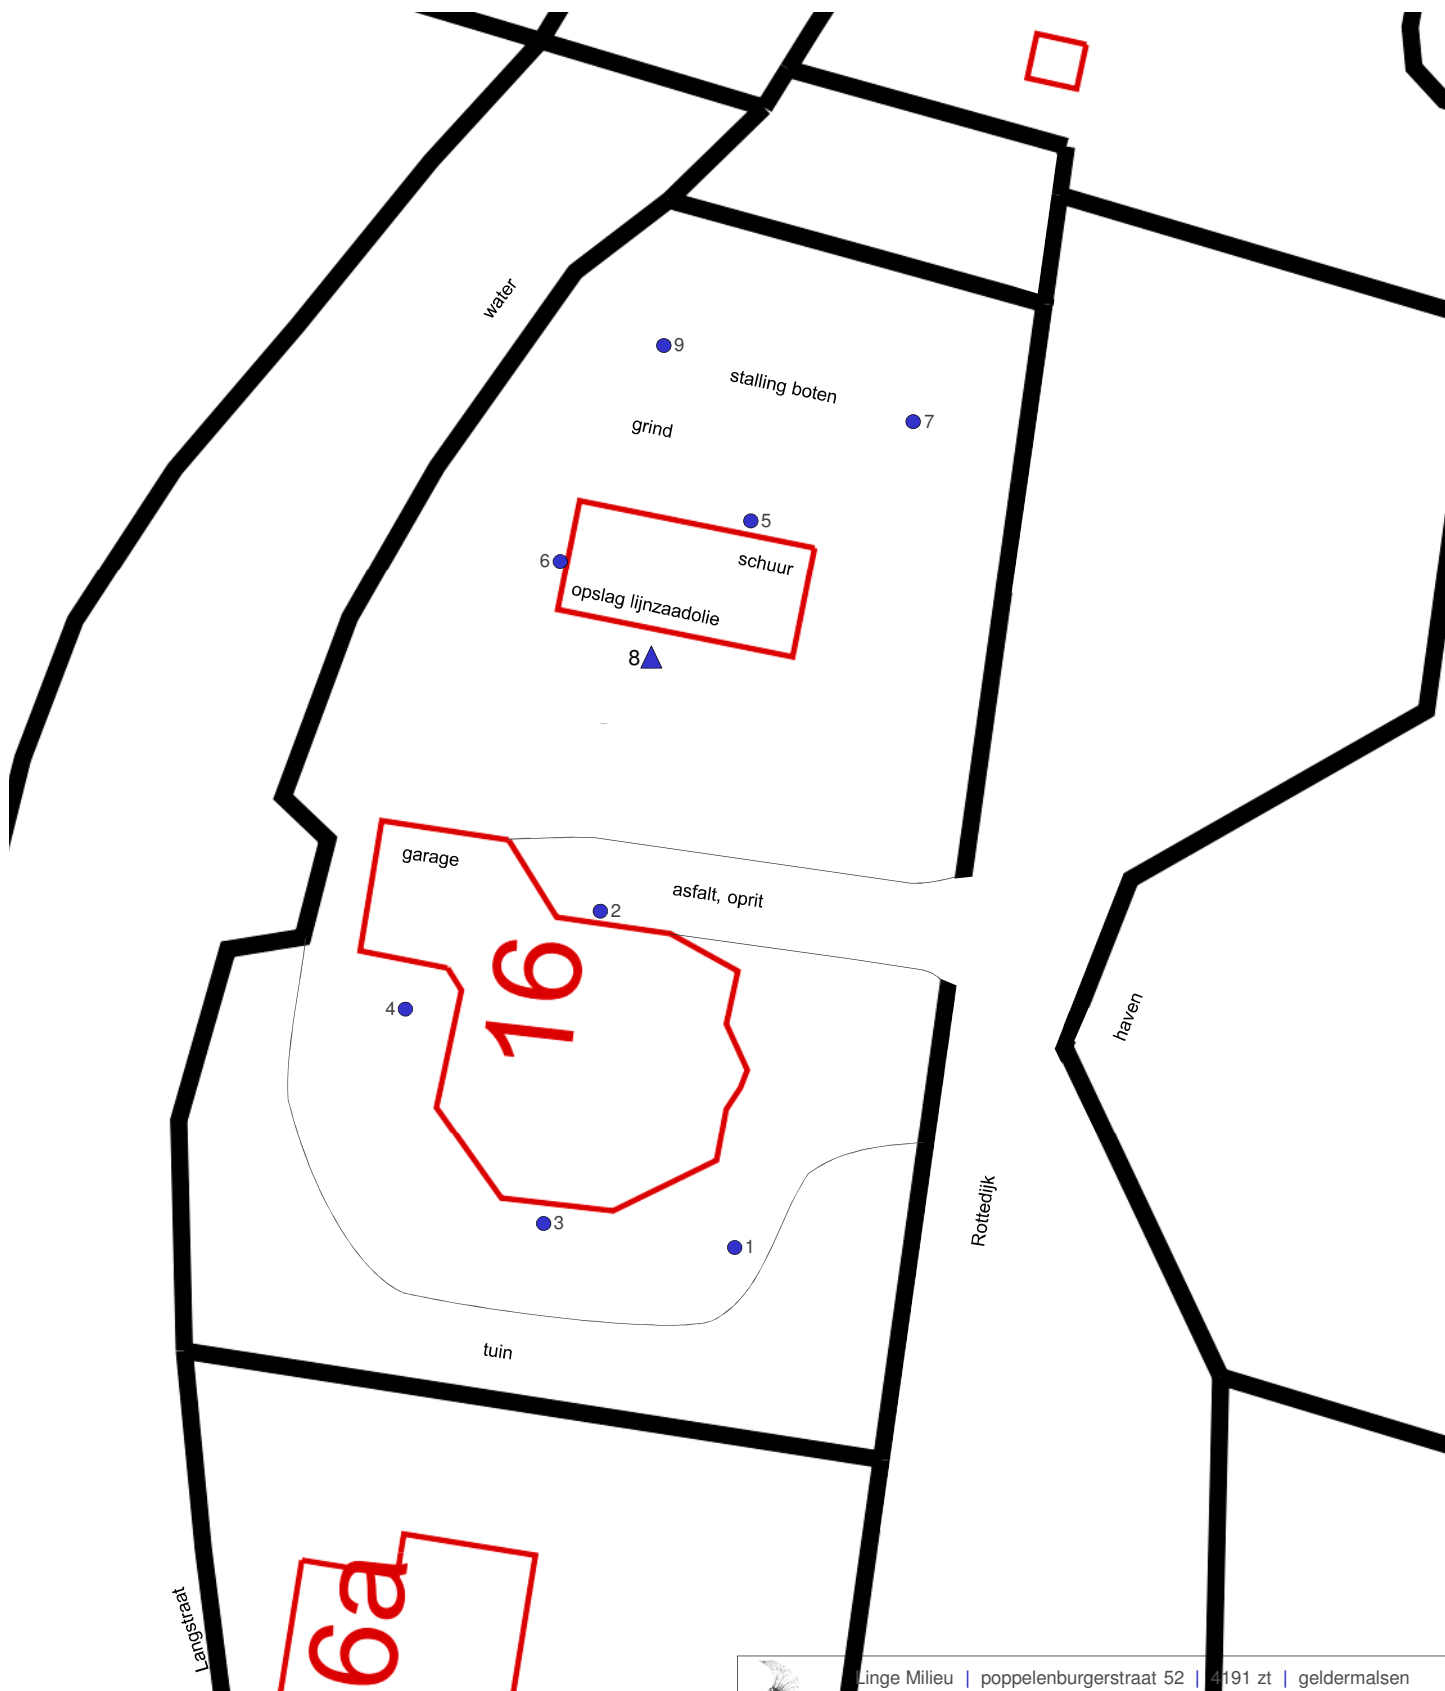 water
9
stalling boten
7
grind
5
schuur
6
opslag lijnzaadolie
8
garage
asfalt, oprit
2
16
4
haven
Rottedijk
3
1
tuin
6a
Langstraat
Linge Milieu | poppelenburgerstraat 52 | 4191 zt | geldermalsen